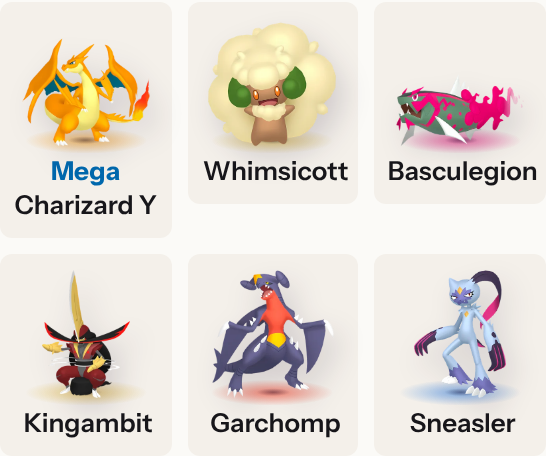 Mega
Charizard Y
Whimsicott
Basculegion
Kingambit
Garchomp
Sneasler